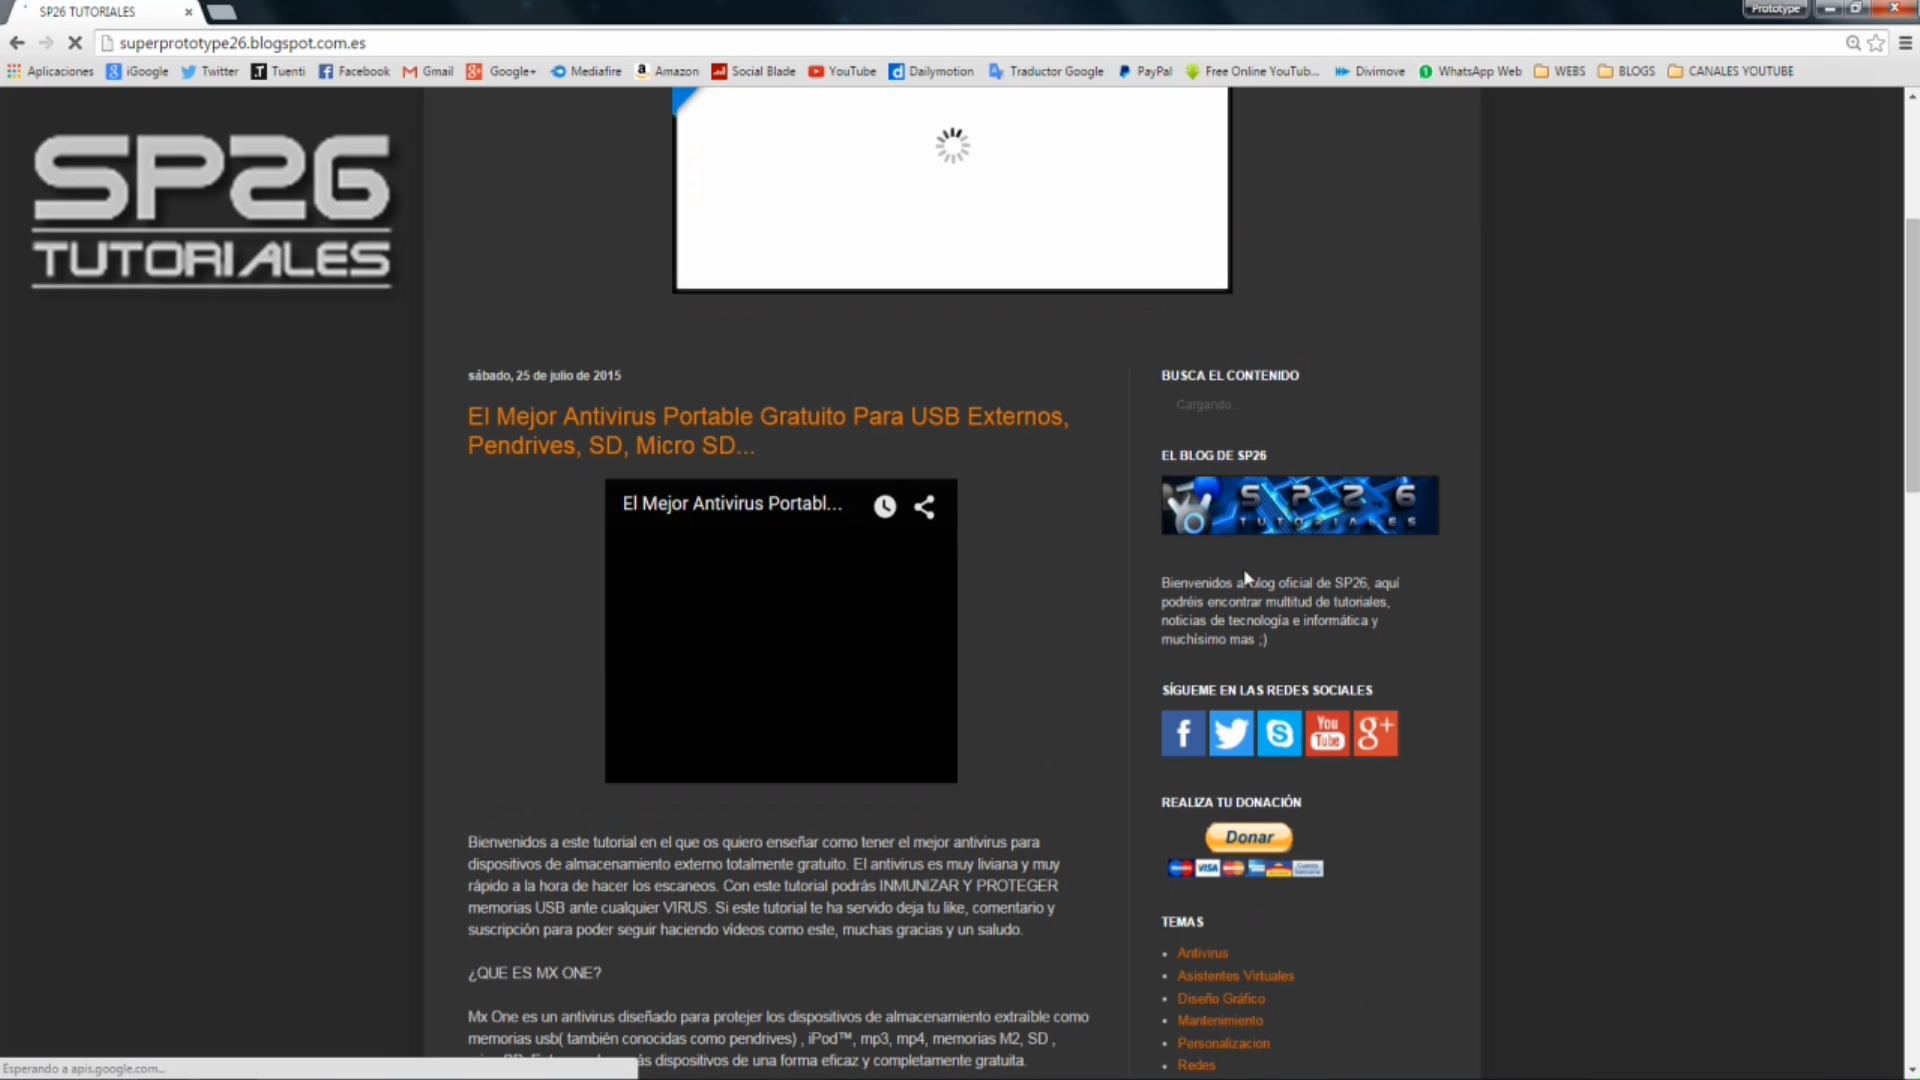 SP26 TUTORIALES
Prototype
superprototype26.blogspot.com.es
Aplicaciones iGoogle Twitter Tuenti Facebook Gmail Google+ Mediafire Amazon Social Blade YouTube Dailymotion Traductor Google PayPal Free Online YouTub... Divimove WhatsApp Web WEBS BLOGS CANALES YOUTUBE
SP26
TUTORIALES
sábado, 25 de julio de 2015
El Mejor Antivirus Portable Gratuito Para USB Externos,
Pendrives, SD, Micro SD...
El Mejor Antivirus Portabl...
Bienvenidos a este tutorial en el que os quiero enseñar como tener el mejor antivirus para
dispositivos de almacenamiento externo totalmente gratuito. El antivirus es muy liviana y muy
rápido a la hora de hacer los escaneos. Con este tutorial podrás INMUNIZAR Y PROTEGER
memorias USB ante cualquier VIRUS. Si este tutorial te ha servido deja tu like, comentario y
suscripción para poder seguir haciendo vídeos como este, muchas gracias y un saludo.
¿QUE ES MX ONE?
Mx One es un antivirus diseñado para protejer los dispositivos de almacenamiento extraíble como
memorias usb( también conocidas como pendrives) , iPod™, mp3, mp4, memorias M2, SD ,
dispositivos de una forma eficaz y completamente gratuita.
BUSCA EL CONTENIDO
Cargando...
EL BLOG DE SP26
SP26
TUTORIALES
Bienvenidos a blog oficial de SP26, aquí
podréis encontrar multitud de tutoriales,
noticias de tecnología e informática y
muchísimo mas ;)
SÍGUEME EN LAS REDES SOCIALES
You
Tube
REALIZA TU DONACIÓN
Donar
VISA
TEMAS
Antivirus
Asistentes Virtuales
Diseño Gráfico
Mantenimiento
Personalizacion
Redes
Esperando a apis.google.com...